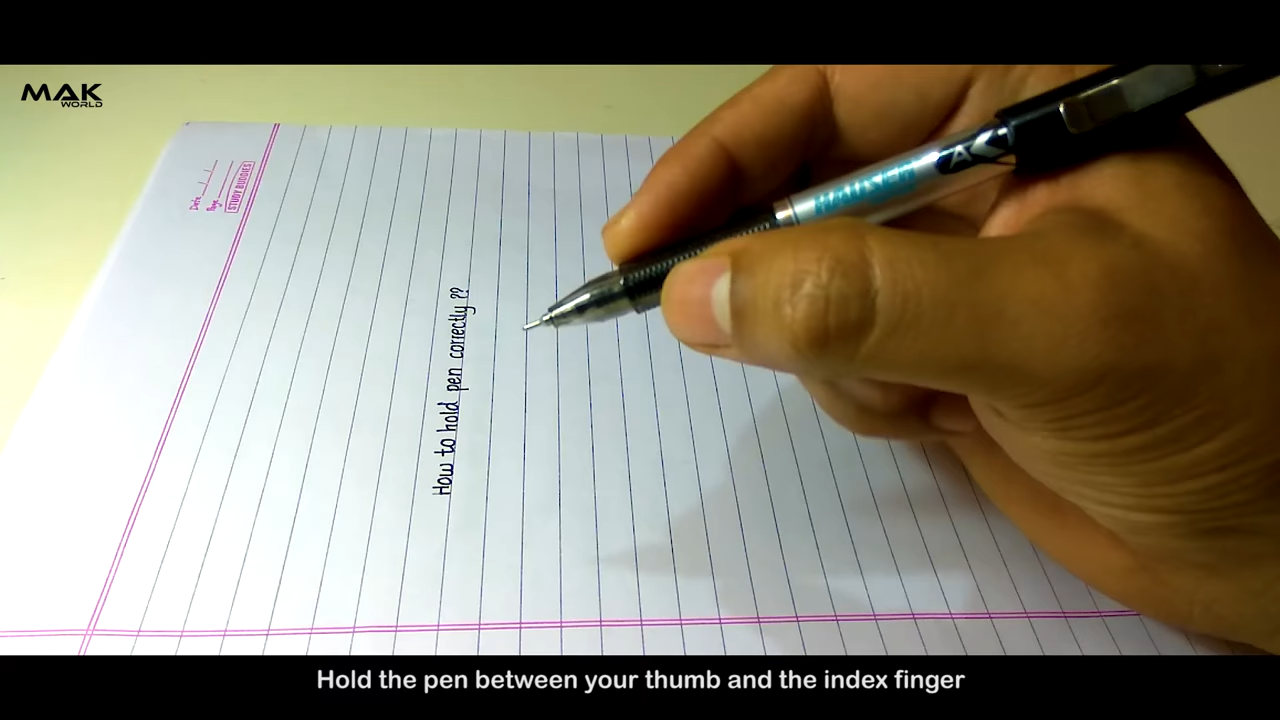 MAK
WORLD
Date
Page
STUDY BUDDIES
How to hold pen correctly ??
HAUSER
Hold the pen between your thumb and the index finger